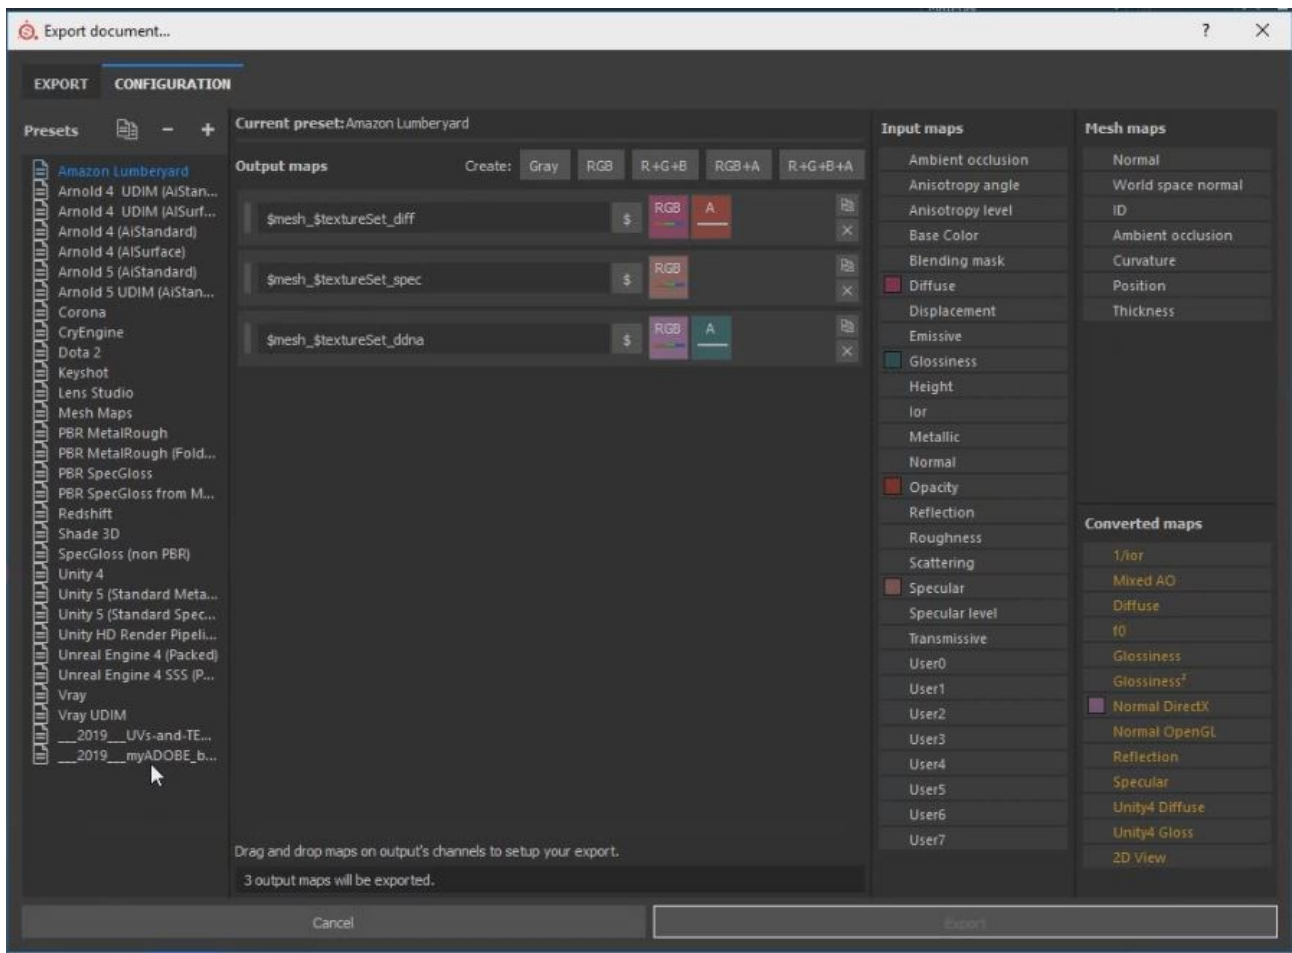 Export document...
?
EXPORT
CONFIGURATION
Presets
Amazon Lumberyard
Arnold 4 UDIM (AiStan...
Arnold 4 UDIM (AlSurf...
Arnold 4 (AiStandard)
Arnold 4 (AlSurface)
Arnold 5 (AiStandard)
Arnold 5 UDIM (AiStan...
Corona
CryEngine
Dota 2
Keyshot
Lens Studio
Mesh Maps
PBR MetalRough
PBR MetalRough (Fold...
PBR SpecGloss
PBR SpecGloss from M...
Redshift
Shade 3D
SpecGloss (non PBR)
Unity 4
Unity 5 (Standard Meta...
Unity 5 (Standard Spec...
Unity HD Render Pipeli...
Unreal Engine 4 (Packed)
Unreal Engine 4 SSS (P...
Vray
Vray UDIM
___2019___UVs-and-TE...
___2019___myADOBE_b...
Current preset: Amazon Lumberyard
Output maps
Create:
Gray
RGB
R+G+B
RGB+A
R+G+B+A
$mesh_$textureSet_diff
$
RGB
A
$mesh_$textureSet_spec
$
RGB
$mesh_$textureSet_ddna
$
RGB
A
Drag and drop maps on output's channels to setup your export.
3 output maps will be exported.
Input maps
Ambient occlusion
Anisotropy angle
Anisotropy level
Base Color
Blending mask
Diffuse
Displacement
Emissive
Glossiness
Height
Ior
Metallic
Normal
Opacity
Reflection
Roughness
Scattering
Specular
Specular level
Transmissive
User0
User1
User2
User3
User4
User5
User6
User7
Mesh maps
Normal
World space normal
ID
Ambient occlusion
Curvature
Position
Thickness
Converted maps
1/ior
Mixed AO
Diffuse
f0
Glossiness
Glossiness²
Normal DirectX
Normal OpenGL
Reflection
Specular
Unity4 Diffuse
Unity4 Gloss
2D View
Cancel
Export